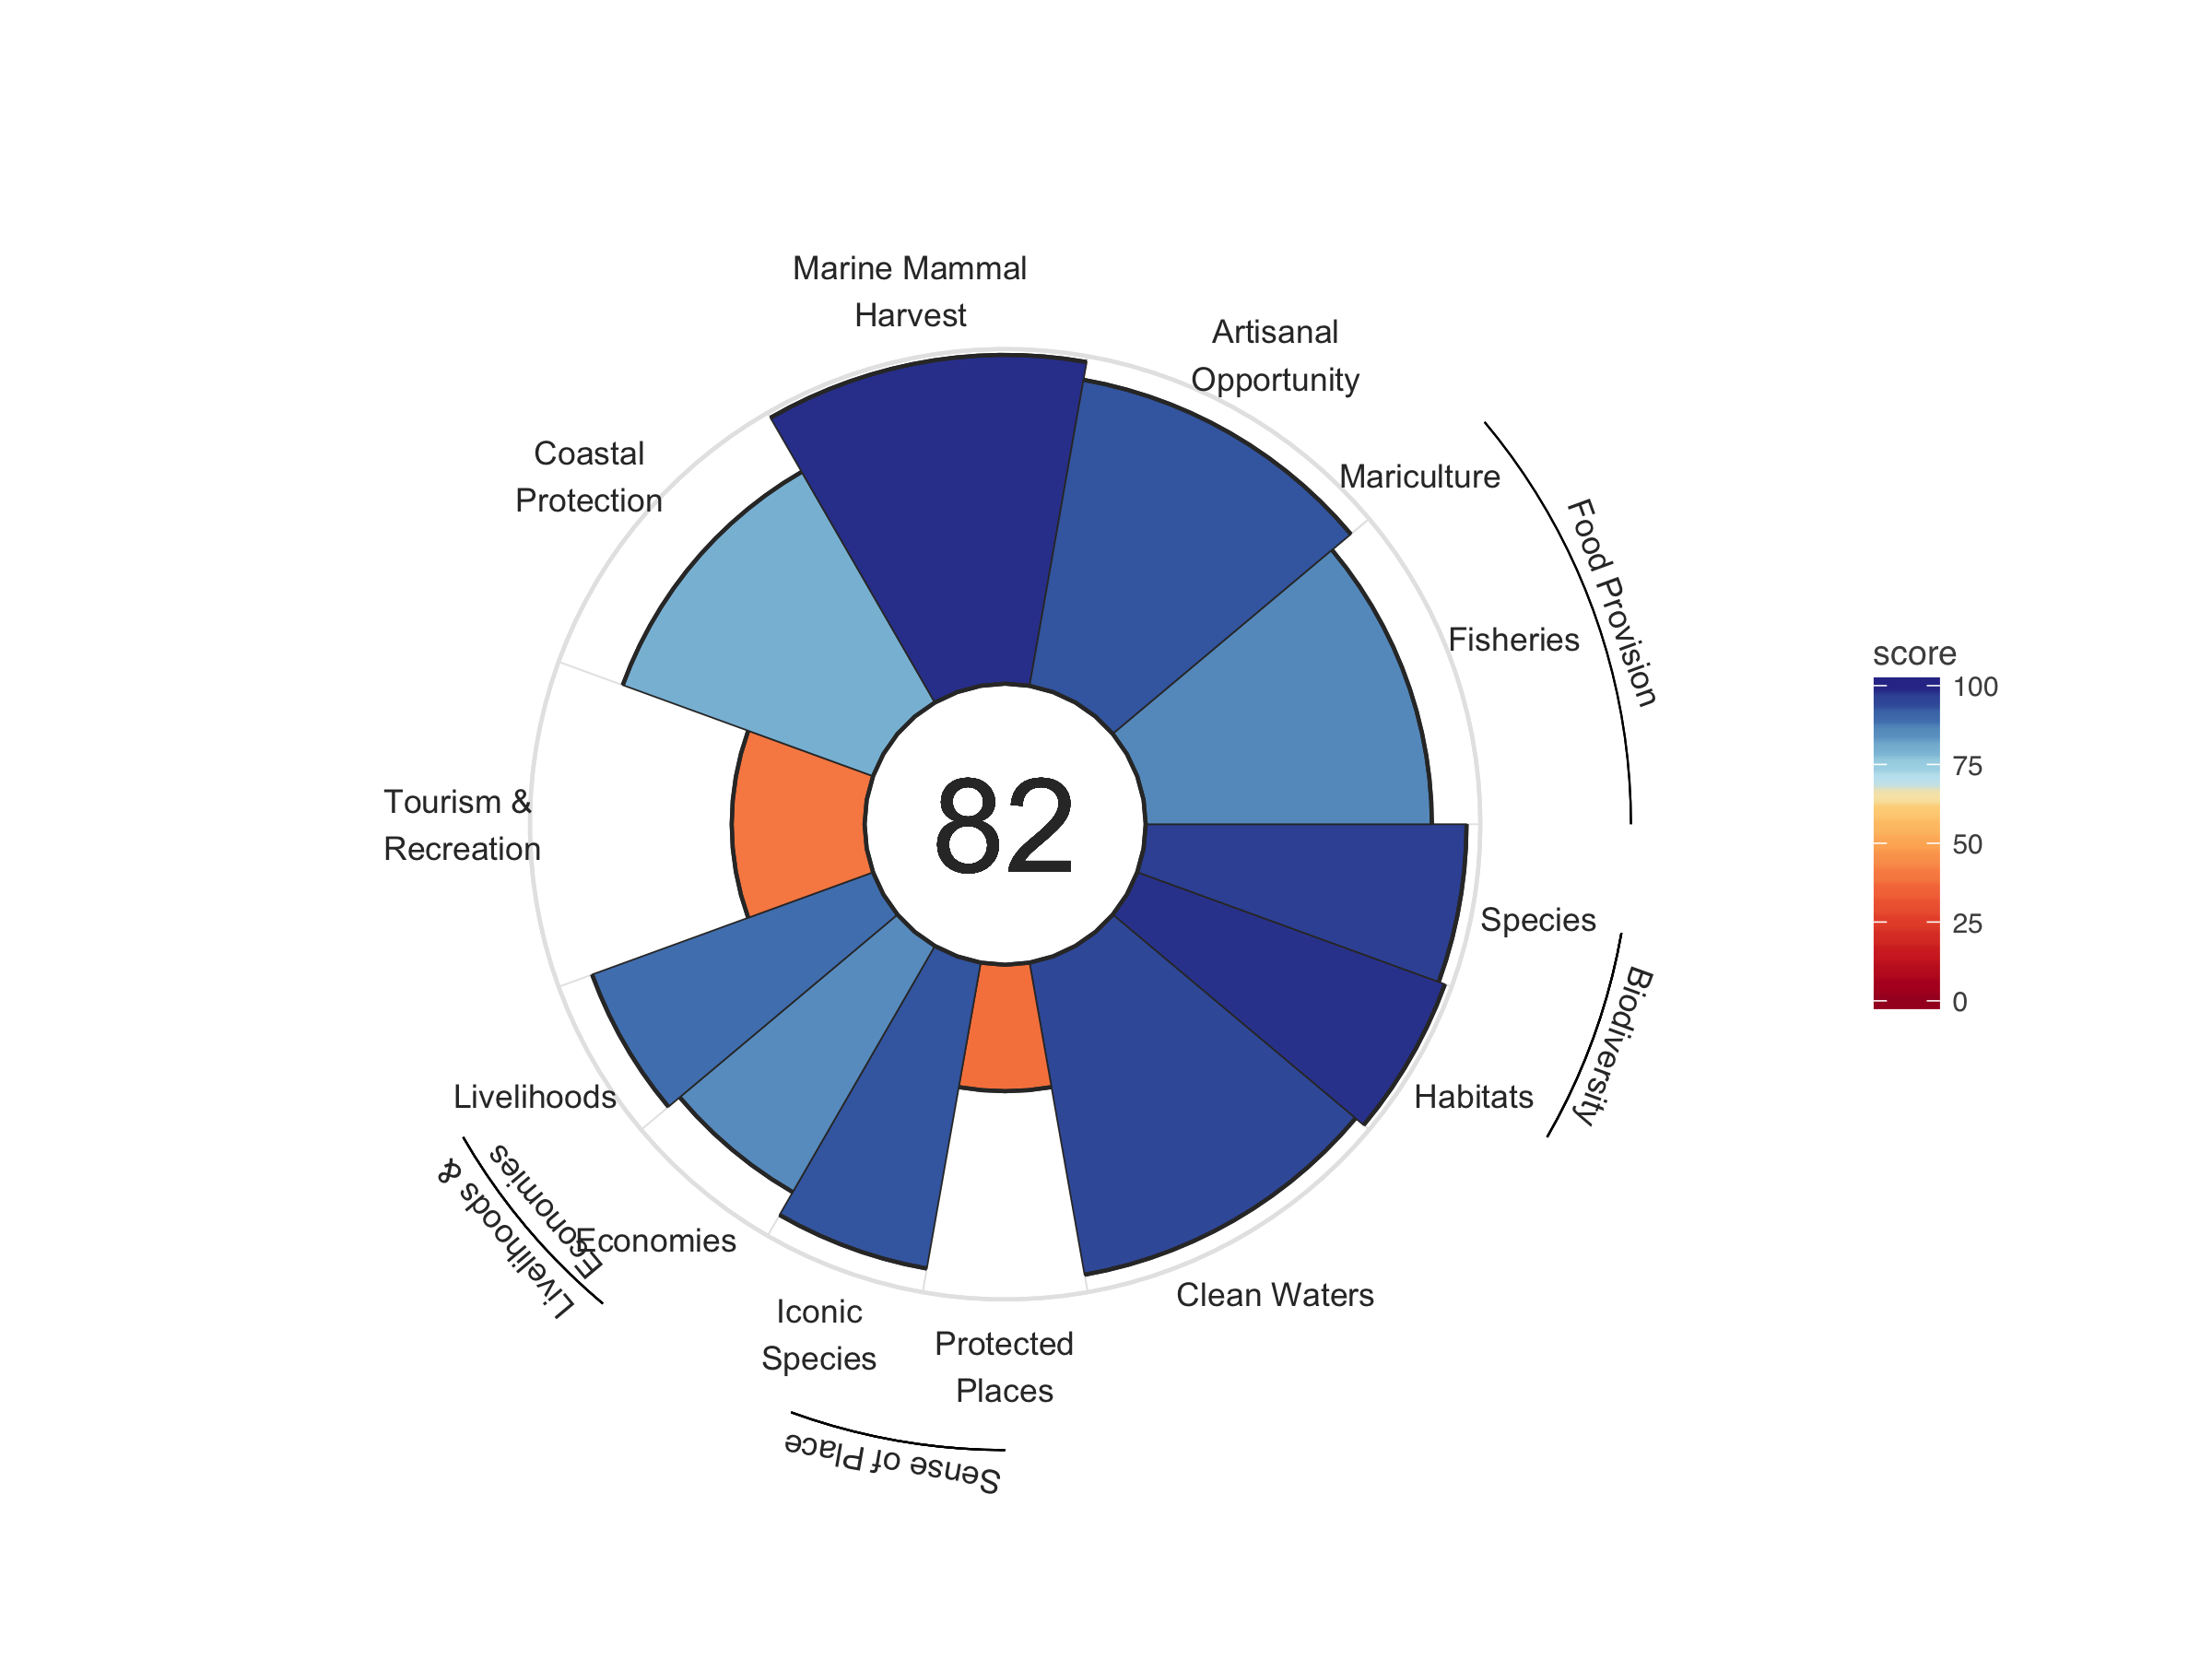 Marine Mammal
Harvest
Artisanal
Opportunity
Mariculture
Food Provision
Fisheries
Coastal
Protection
score
100
75
50
25
0
Tourism &
Recreation
82
Species
Biodiversity
Habitats
Livelihoods
Livelihoods &
Economies
Economies
Clean Waters
Iconic
Species
Protected
Places
Sense of Place